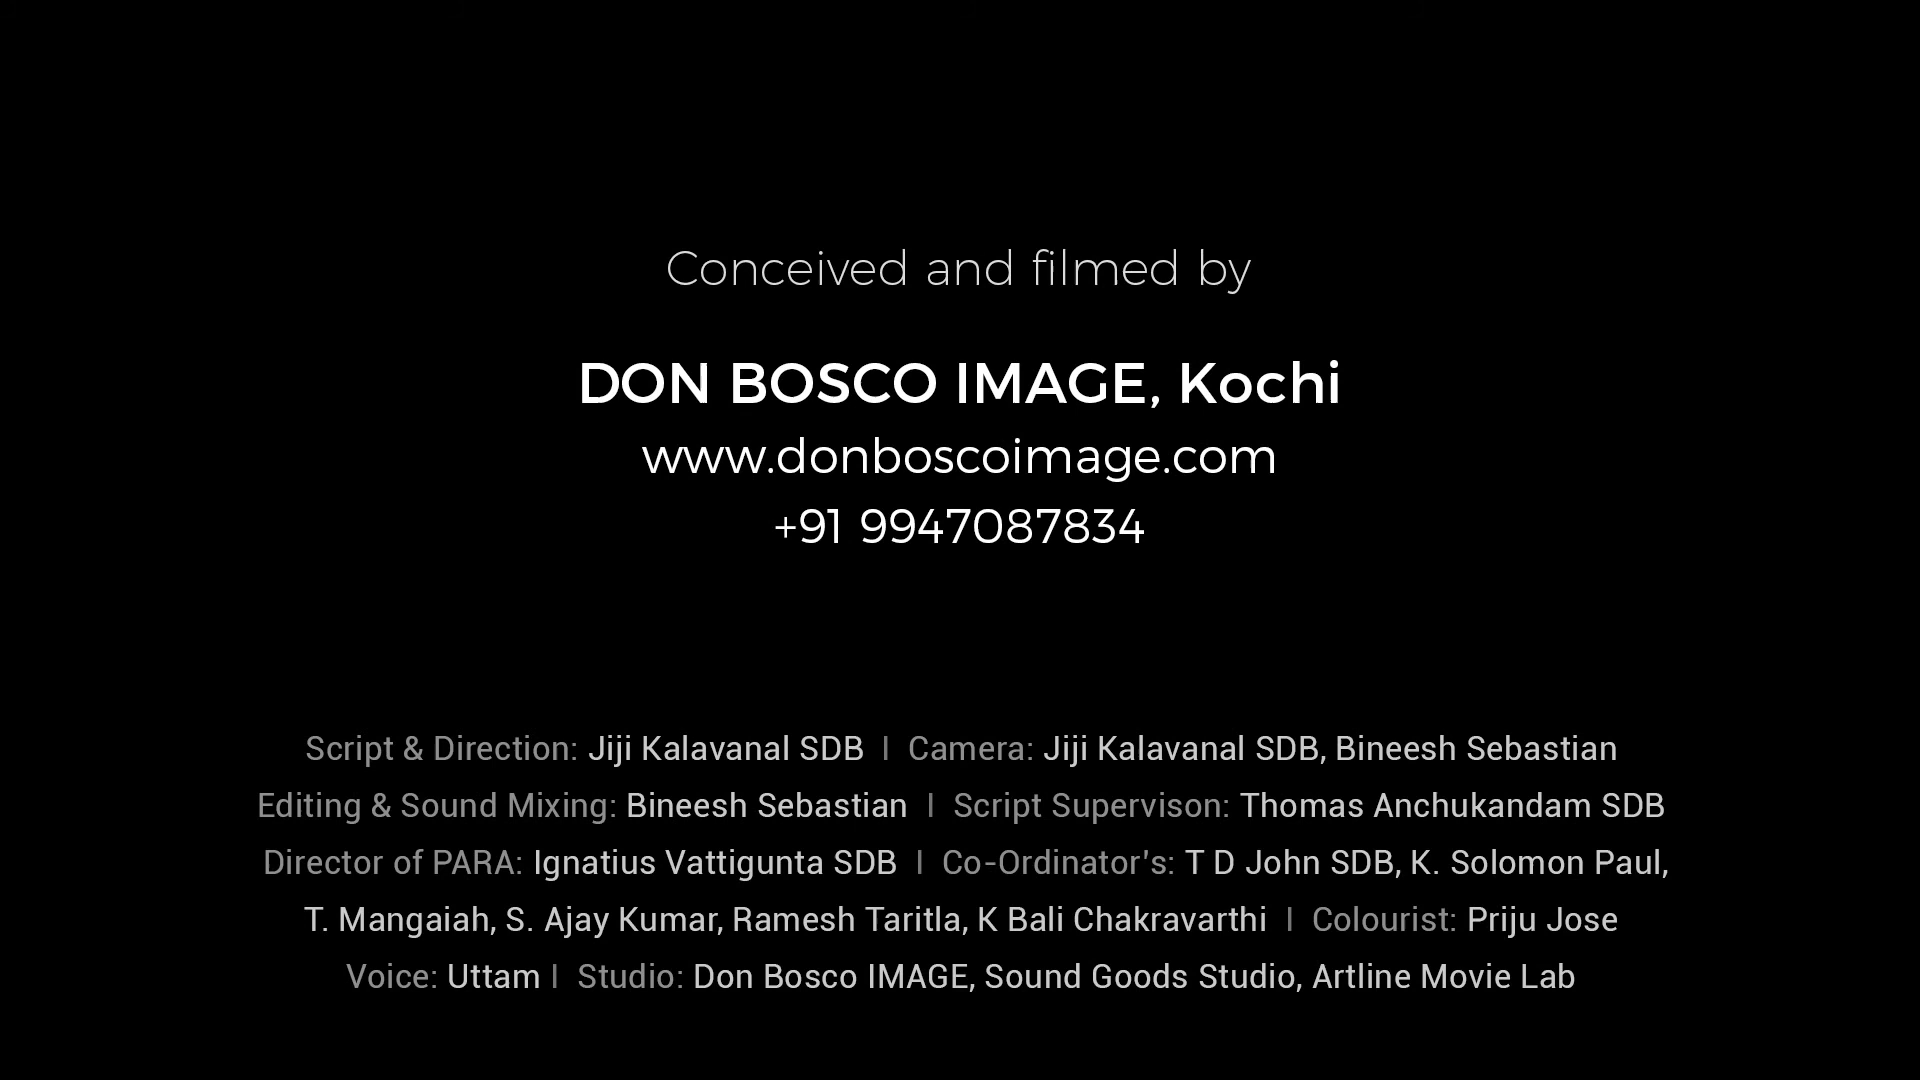 Conceived and filmed by
DON BOSCO IMAGE, Kochi
www.donboscoimage.com
+91 9947087834
Script & Direction: Jiji Kalavanal SDB I Camera: Jiji Kalavanal SDB, Bineesh Sebastian
Editing & Sound Mixing: Bineesh Sebastian I Script Supervison: Thomas Anchukandam SDB
Director of PARA: Ignatius Vattigunta SDB I Co-Ordinator's: T D John SDB, K. Solomon Paul,
T. Mangaiah, S. Ajay Kumar, Ramesh Taritla, K Bali Chakravarthi I Colourist: Priju Jose
Voice: Uttam I Studio: Don Bosco IMAGE, Sound Goods Studio, Artline Movie Lab